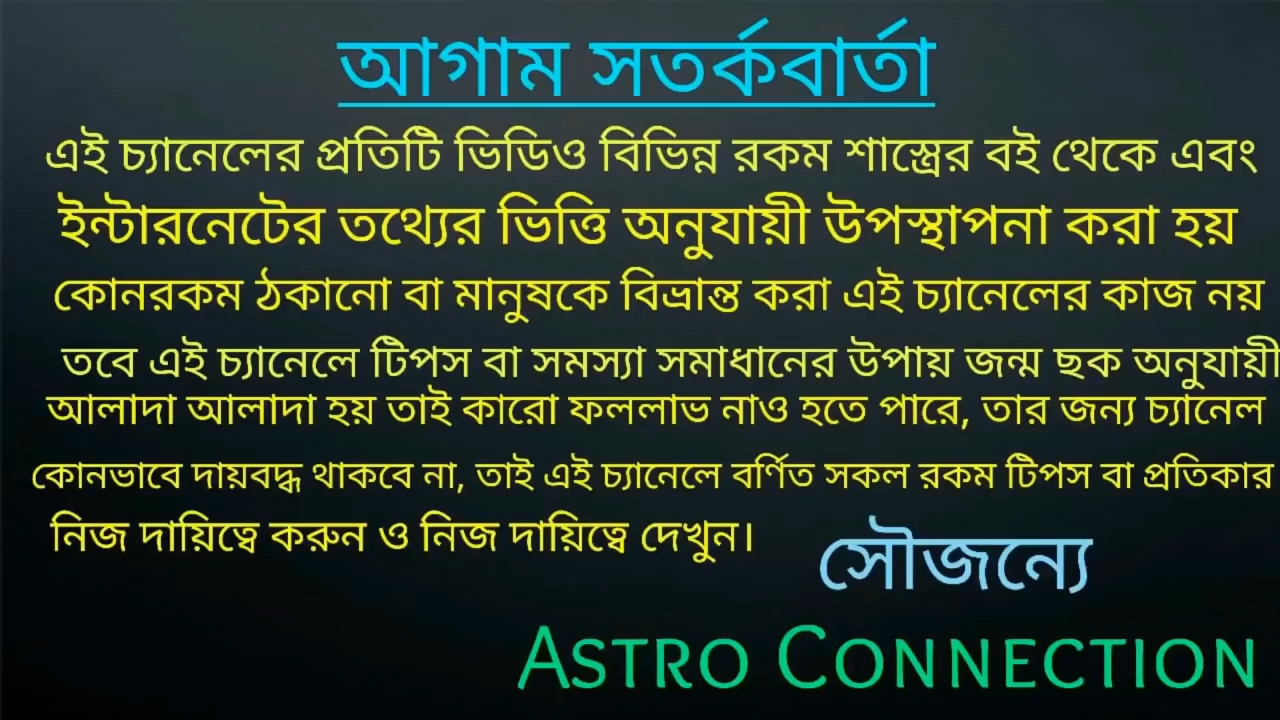 আগাম সতর্কবার্তা
এই চ্যানেলের প্রতিটি ভিডিও বিভিন্ন রকম শাস্ত্রের বই থেকে এবং
ইন্টারনেটের তথ্যের ভিত্তি অনুযায়ী উপস্থাপনা করা হয়
কোনরকম ঠকানো বা মানুষকে বিভ্রান্ত করা এই চ্যানেলের কাজ নয়
তবে এই চ্যানেলে টিপস বা সমস্যা সমাধানের উপায় জন্ম ছক অনুযায়ী
আলাদা আলাদা হয় তাই কারো ফললাভ নাও হতে পারে, তার জন্য চ্যানেল
কোনভাবে দায়বদ্ধ থাকবে না, তাই এই চ্যানেলে বর্ণিত সকল রকম টিপস বা প্রতিকার
নিজ দায়িত্বে করুন ও নিজ দায়িত্বে দেখুন।
সৌজন্যে
ASTRO CONNECTION